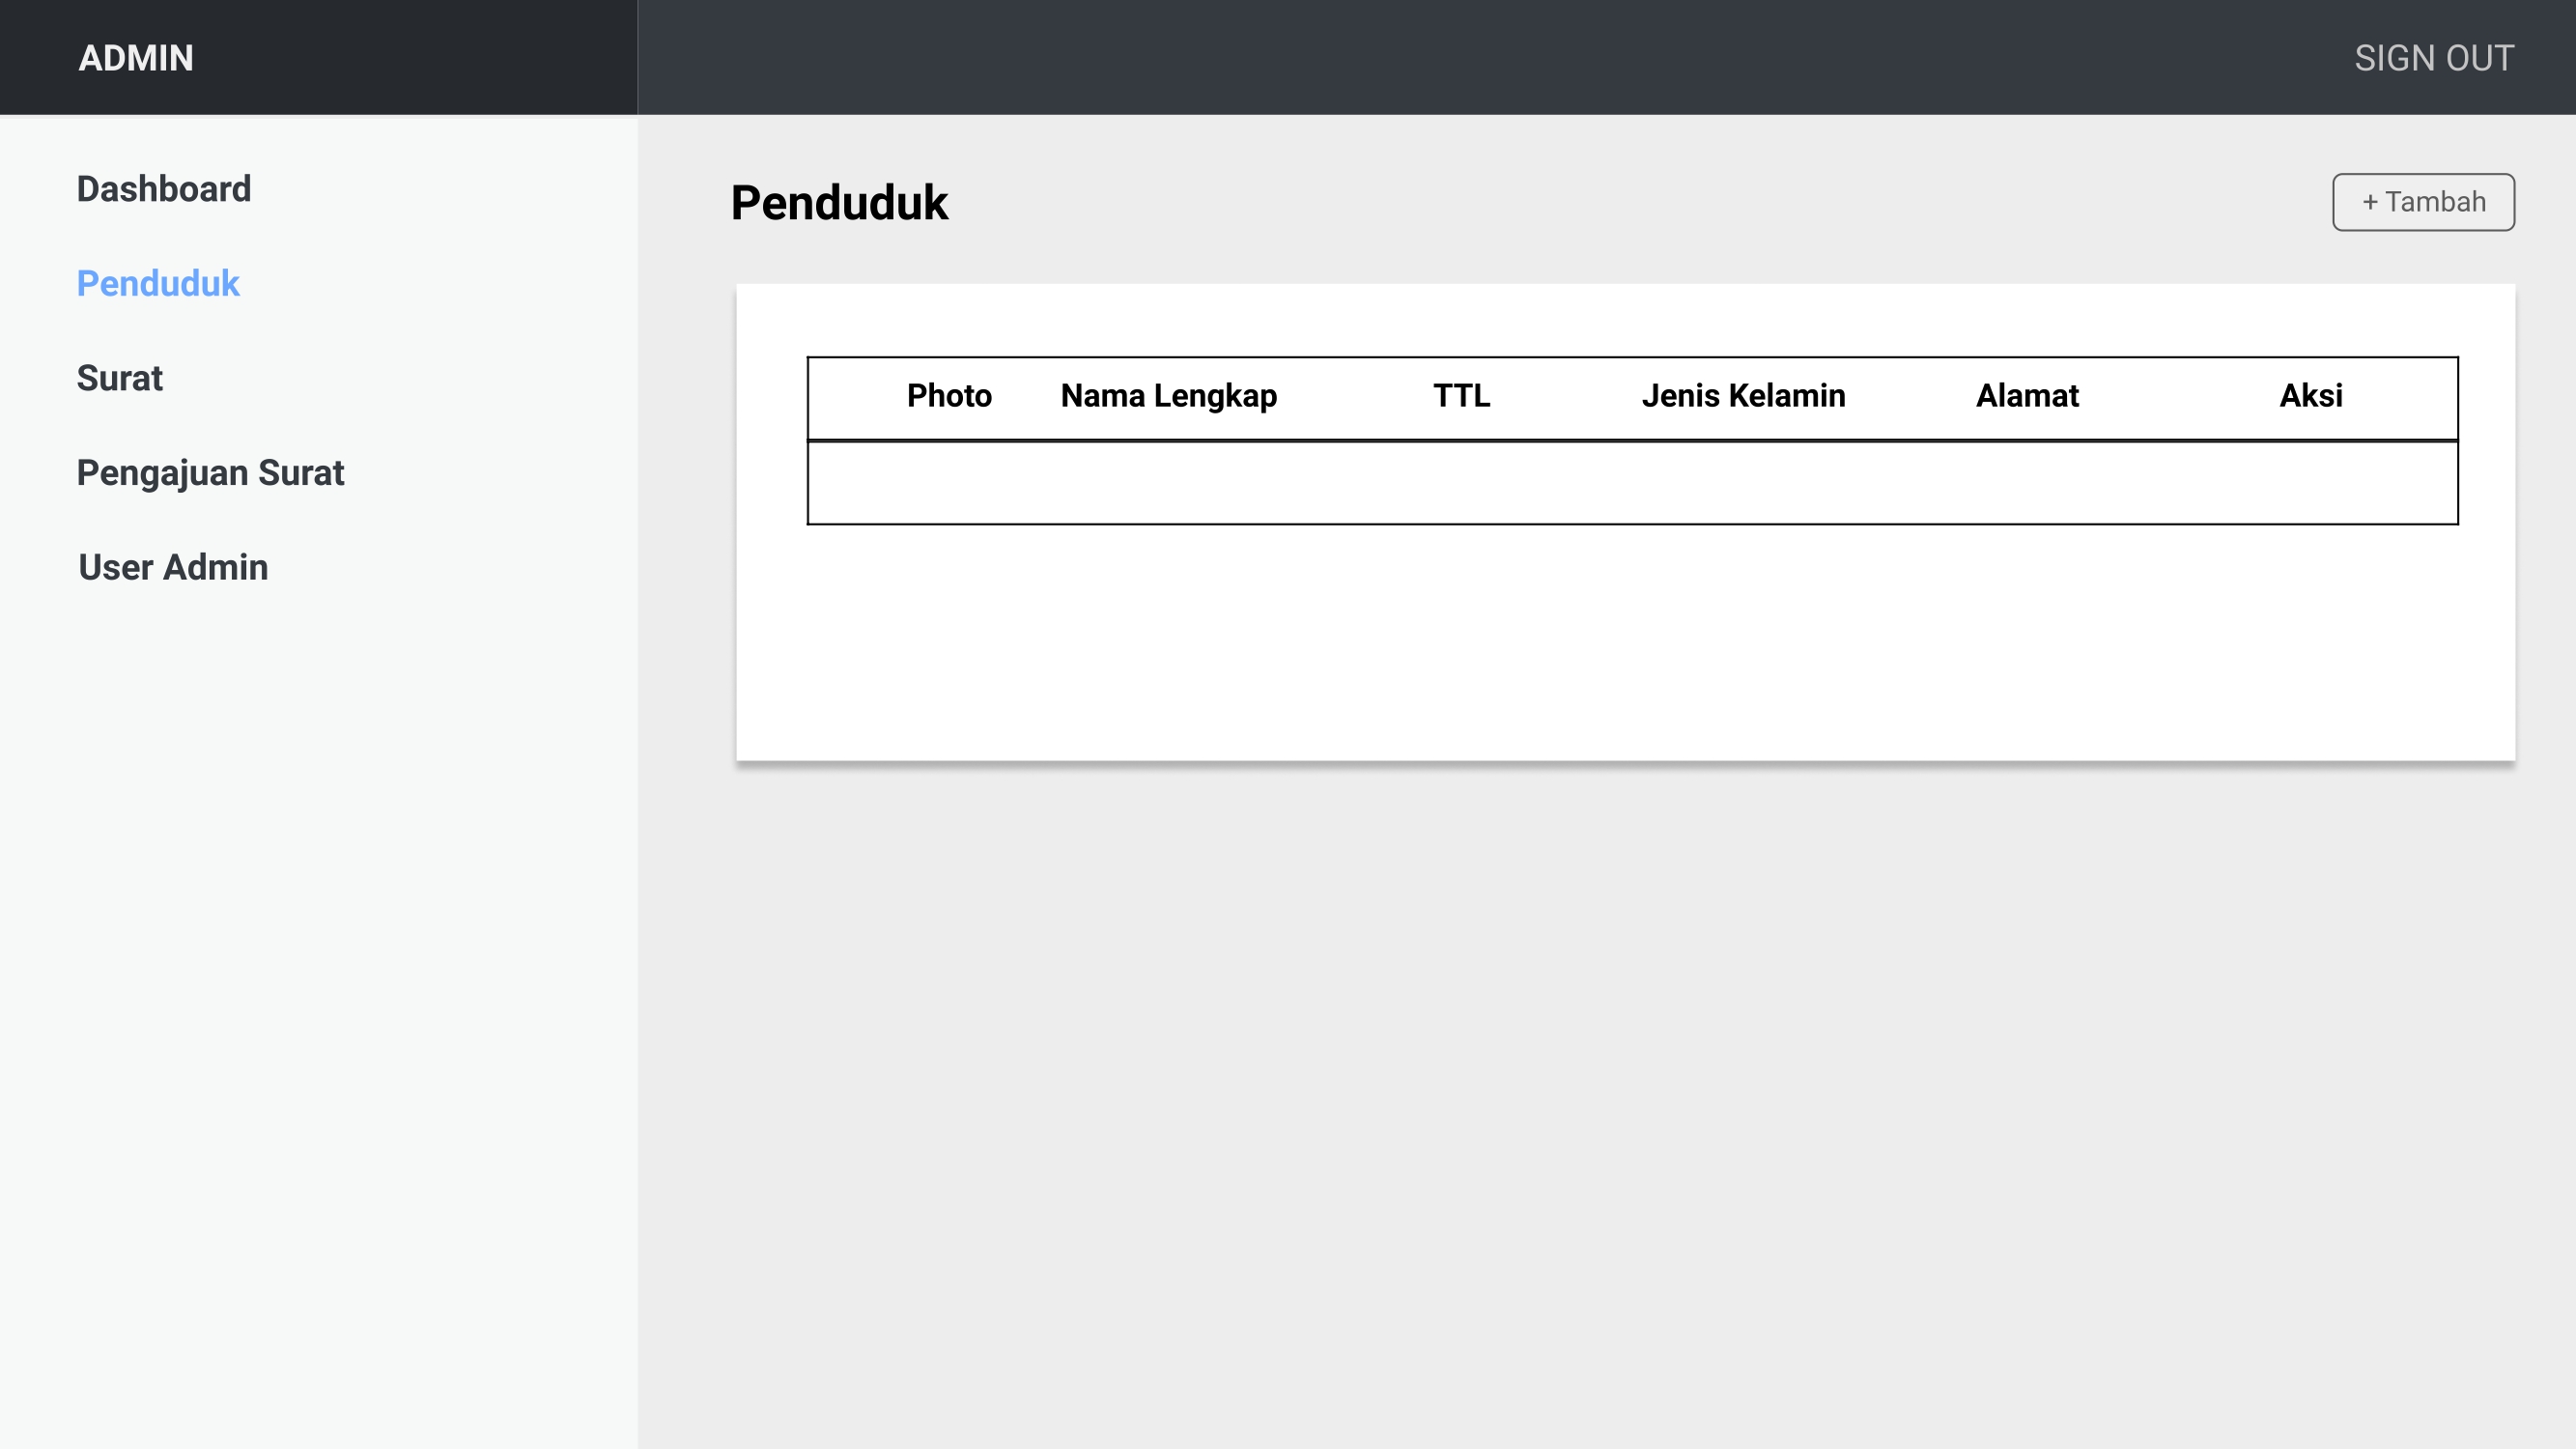 ADMIN
SIGN OUT
Dashboard
Penduduk
Surat
Pengajuan Surat
User Admin
Penduduk
+ Tambah
Photo Nama Lengkap TTL Jenis Kelamin Alamat Aksi